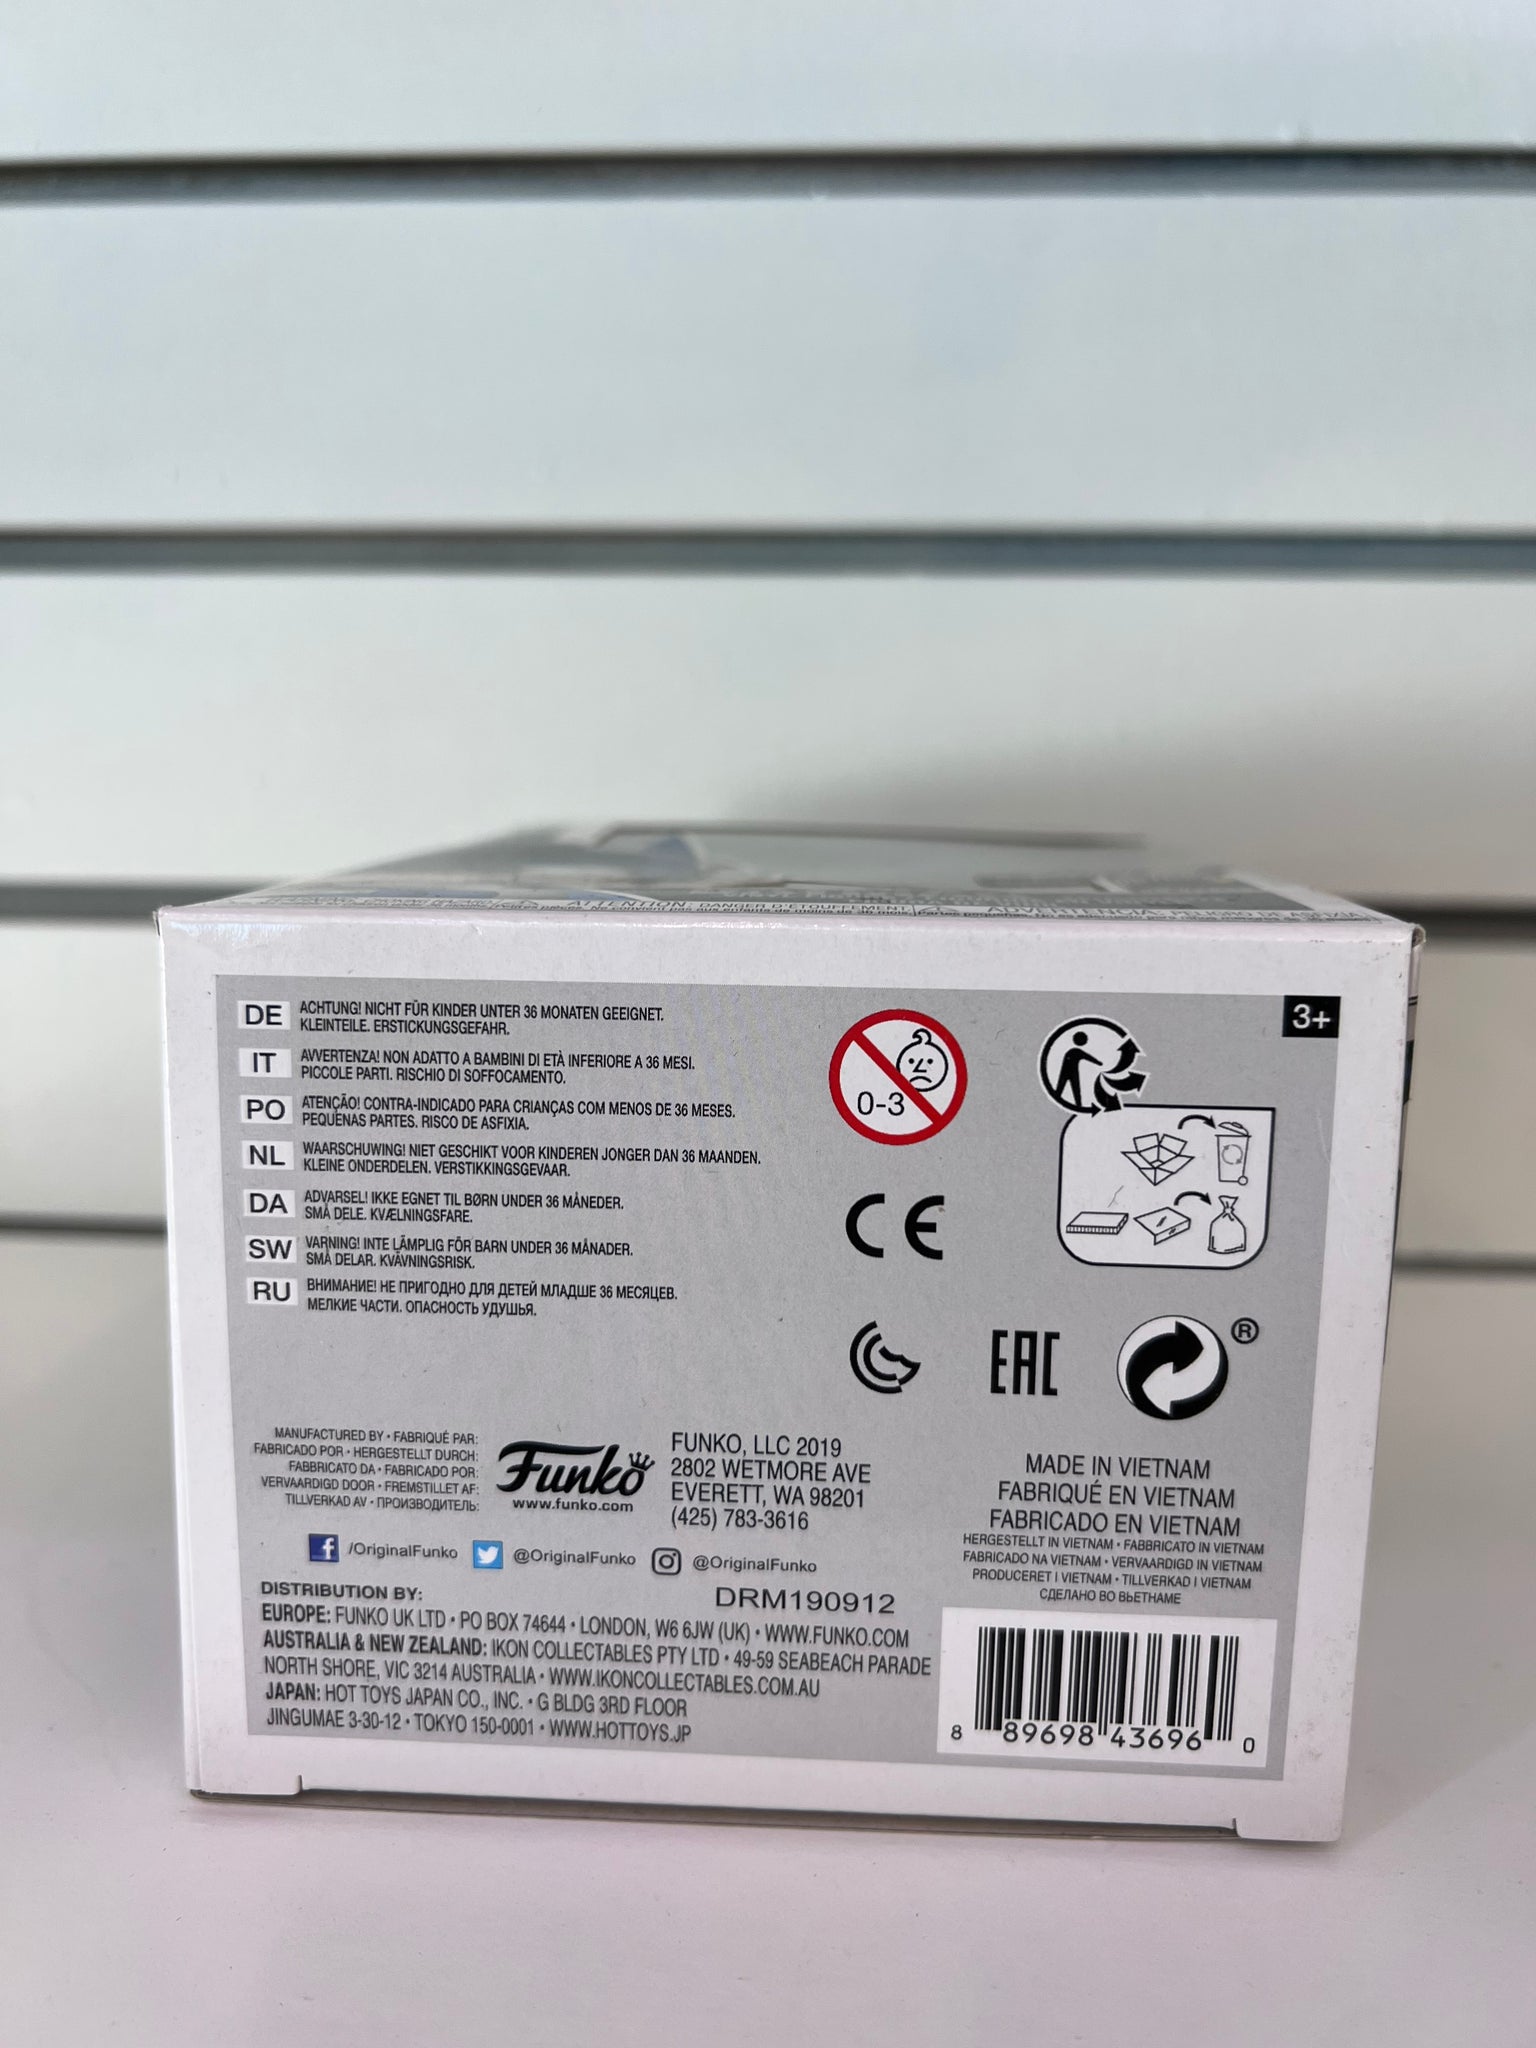 ATTENTION: DANGER D'ÉTOUFFEMENT
ADVERTENCIA: PELIGRO DE ASFIXIA
3+
DE ACHTUNG! NICHT FÜR KINDER UNTER 36 MONATEN GEEIGNET.
KLEINTEILE. ERSTICKUNGSGEFAHR.
IT AVVERTENZA! NON ADATTO A BAMBINI DI ETÀ INFERIORE A 36 MESI.
PICCOLE PARTI. RISCHIO DI SOFFOCAMENTO.
PO ATENÇÃO! CONTRA-INDICADO PARA CRIANÇAS COM MENOS DE 36 MESES.
PEQUENAS PARTES. RISCO DE ASFIXIA.
NL WAARSCHUWING! NIET GESCHIKT VOOR KINDEREN JONGER DAN 36 MAANDEN.
KLEINE ONDERDELEN. VERSTIKKINGSGEVAAR.
DA ADVARSEL! IKKE EGNET TIL BØRN UNDER 36 MÅNEDER.
SMÅ DELE. KVÆLNINGSFARE.
SW VARNING! INTE LÄMPLIG FÖR BARN UNDER 36 MÅNADER.
SMÅ DELAR. KVÄVNINGSRISK.
RU ВНИМАНИЕ! НЕ ПРИГОДНО ДЛЯ ДЕТЕЙ МЛАДШЕ 36 МЕСЯЦЕВ.
МЕЛКИЕ ЧАСТИ. ОПАСНОСТЬ УДУШЬЯ.
0-3
CE
EAC
®
MANUFACTURED BY • FABRIQUÉ PAR:
FABRICADO POR • HERGESTELLT DURCH:
FABBRICATO DA • FABRICADO POR:
VERVAARDIGD DOOR • FREMSTILLET AF:
TILLVERKAD AV • ПРОИЗВОДИТЕЛЬ:
Funko
www.funko.com
FUNKO, LLC 2019
2802 WETMORE AVE
EVERETT, WA 98201
(425) 783-3616
MADE IN VIETNAM
FABRIQUÉ EN VIETNAM
FABRICADO EN VIETNAM
HERGESTELLT IN VIETNAM • FABBRICATO IN VIETNAM
FABRICADO NA VIETNAM • VERVAARDIGD IN VIETNAM
PRODUCERET I VIETNAM • TILLVERKAD I VIETNAM
СДЕЛАНО ВО ВЬЕТНАМЕ
/OriginalFunko @OriginalFunko @OriginalFunko
DRM190912
DISTRIBUTION BY:
EUROPE: FUNKO UK LTD • PO BOX 74644 • LONDON, W6 6JW (UK) • WWW.FUNKO.COM
AUSTRALIA & NEW ZEALAND: IKON COLLECTABLES PTY LTD • 49-59 SEABEACH PARADE
NORTH SHORE, VIC 3214 AUSTRALIA • WWW.IKONCOLLECTABLES.COM.AU
JAPAN: HOT TOYS JAPAN CO., INC. • G BLDG 3RD FLOOR
JINGUMAE 3-30-12 • TOKYO 150-0001 • WWW.HOTTOYS.JP
8 89698 43696 0